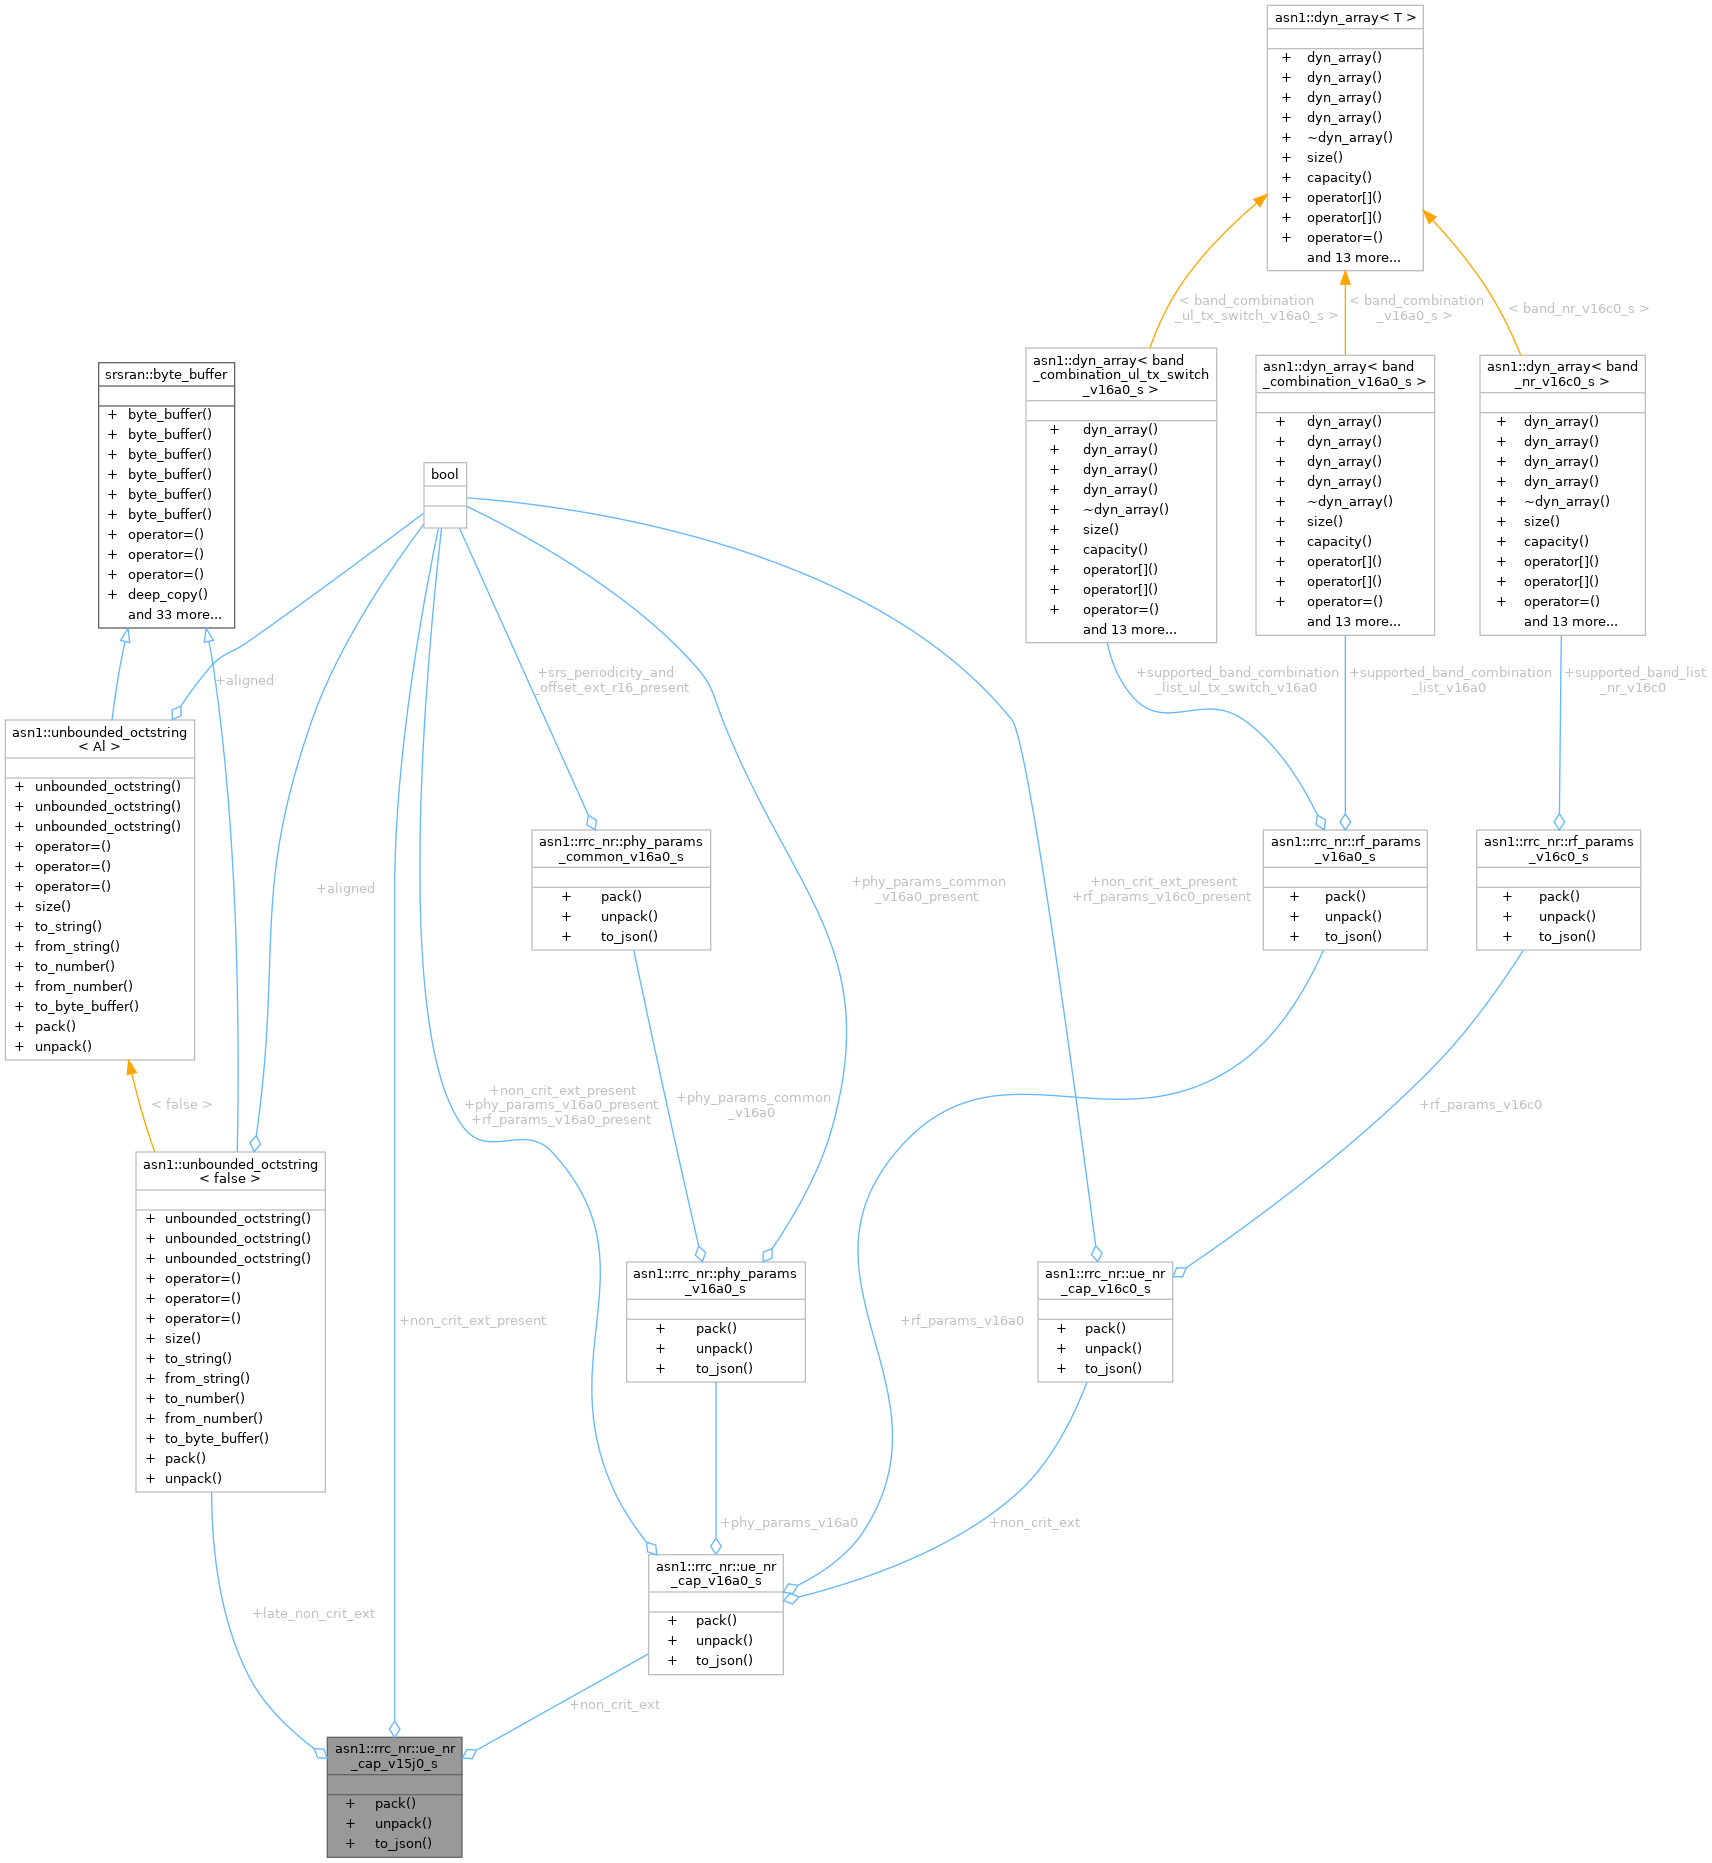 asn1::dyn_array< T >
+ dyn_array()
+ dyn_array()
+ dyn_array()
+ dyn_array()
+ ~dyn_array()
+ size()
+ capacity()
+ operator[]()
+ operator[]()
+ operator=()
and 13 more...
< band_combination
_ul_tx_switch_v16a0_s >
< band_combination
_v16a0_s >
< band_nr_v16c0_s >
asn1::dyn_array< band
_combination_ul_tx_switch
_v16a0_s >
+ dyn_array()
+ dyn_array()
+ dyn_array()
+ dyn_array()
+ ~dyn_array()
+ size()
+ capacity()
+ operator[]()
+ operator[]()
+ operator=()
and 13 more...
asn1::dyn_array< band
_combination_v16a0_s >
+ dyn_array()
+ dyn_array()
+ dyn_array()
+ dyn_array()
+ ~dyn_array()
+ size()
+ capacity()
+ operator[]()
+ operator[]()
+ operator=()
and 13 more...
asn1::dyn_array< band
_nr_v16c0_s >
+ dyn_array()
+ dyn_array()
+ dyn_array()
+ dyn_array()
+ ~dyn_array()
+ size()
+ capacity()
+ operator[]()
+ operator[]()
+ operator=()
and 13 more...
srsran::byte_buffer
+ byte_buffer()
+ byte_buffer()
+ byte_buffer()
+ byte_buffer()
+ byte_buffer()
+ byte_buffer()
+ operator=()
+ operator=()
+ operator=()
+ deep_copy()
and 33 more...
bool
+aligned
+srs_periodicity_and
_offset_ext_r16_present
+supported_band_combination
_list_ul_tx_switch_v16a0
+supported_band_combination
_list_v16a0
+supported_band_list
_nr_v16c0
asn1::unbounded_octstring
< Al >
+ unbounded_octstring()
+ unbounded_octstring()
+ unbounded_octstring()
+ operator=()
+ operator=()
+ operator=()
+ size()
+ to_string()
+ from_string()
+ to_number()
+ from_number()
+ to_byte_buffer()
+ pack()
+ unpack()
+aligned
asn1::rrc_nr::phy_params
_common_v16a0_s
+ pack()
+ unpack()
+ to_json()
+phy_params_common
_v16a0_present
+non_crit_ext_present
+rf_params_v16c0_present
asn1::rrc_nr::rf_params
_v16a0_s
+ pack()
+ unpack()
+ to_json()
asn1::rrc_nr::rf_params
_v16c0_s
+ pack()
+ unpack()
+ to_json()
< false >
+non_crit_ext_present
+phy_params_v16a0_present
+rf_params_v16a0_present
+phy_params_common
_v16a0
+rf_params_v16c0
asn1::unbounded_octstring
< false >
+ unbounded_octstring()
+ unbounded_octstring()
+ unbounded_octstring()
+ operator=()
+ operator=()
+ operator=()
+ size()
+ to_string()
+ from_string()
+ to_number()
+ from_number()
+ to_byte_buffer()
+ pack()
+ unpack()
+non_crit_ext_present
asn1::rrc_nr::phy_params
_v16a0_s
+ pack()
+ unpack()
+ to_json()
+rf_params_v16a0
asn1::rrc_nr::ue_nr
_cap_v16c0_s
+ pack()
+ unpack()
+ to_json()
+phy_params_v16a0
+non_crit_ext
asn1::rrc_nr::ue_nr
_cap_v16a0_s
+ pack()
+ unpack()
+ to_json()
+late_non_crit_ext
+non_crit_ext
asn1::rrc_nr::ue_nr
_cap_v15j0_s
+ pack()
+ unpack()
+ to_json()